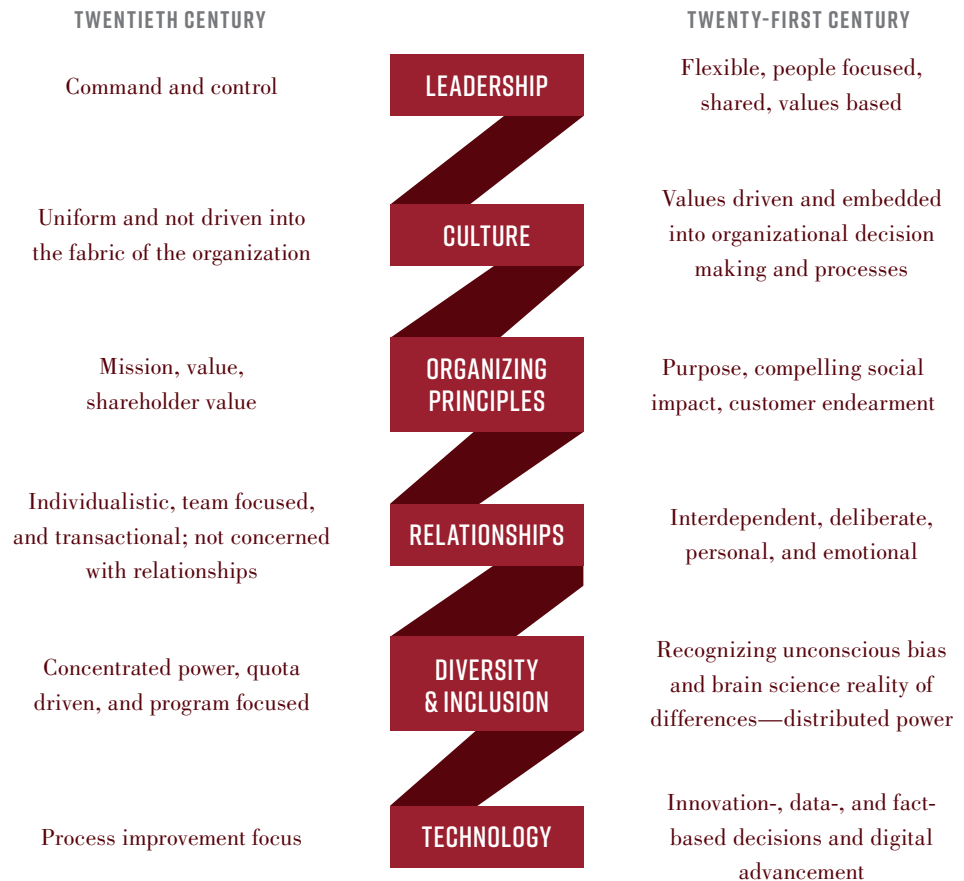 TWENTIETH CENTURY
TWENTY-FIRST CENTURY
Command and control
LEADERSHIP
Flexible, people focused,
shared, values based
Uniform and not driven into
the fabric of the organization
CULTURE
Values driven and embedded
into organizational decision
making and processes
Mission, value,
shareholder value
ORGANIZING
PRINCIPLES
Purpose, compelling social
impact, customer endearment
Individualistic, team focused,
and transactional; not concerned
with relationships
RELATIONSHIPS
Interdependent, deliberate,
personal, and emotional
Concentrated power, quota
driven, and program focused
DIVERSITY
& INCLUSION
Recognizing unconscious bias
and brain science reality of
differences—distributed power
Process improvement focus
TECHNOLOGY
Innovation-, data-, and fact-
based decisions and digital
advancement